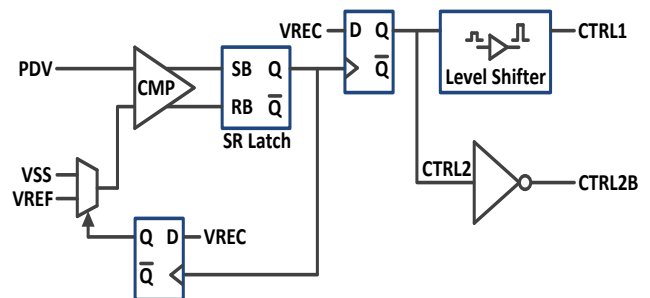 VREC
D Q
Q
CTRL1
Level Shifter
PDV
CMP
SB Q
RB Q
SR Latch
VSS
VREF
CTRL2
CTRL2B
Q D
VREC
Q